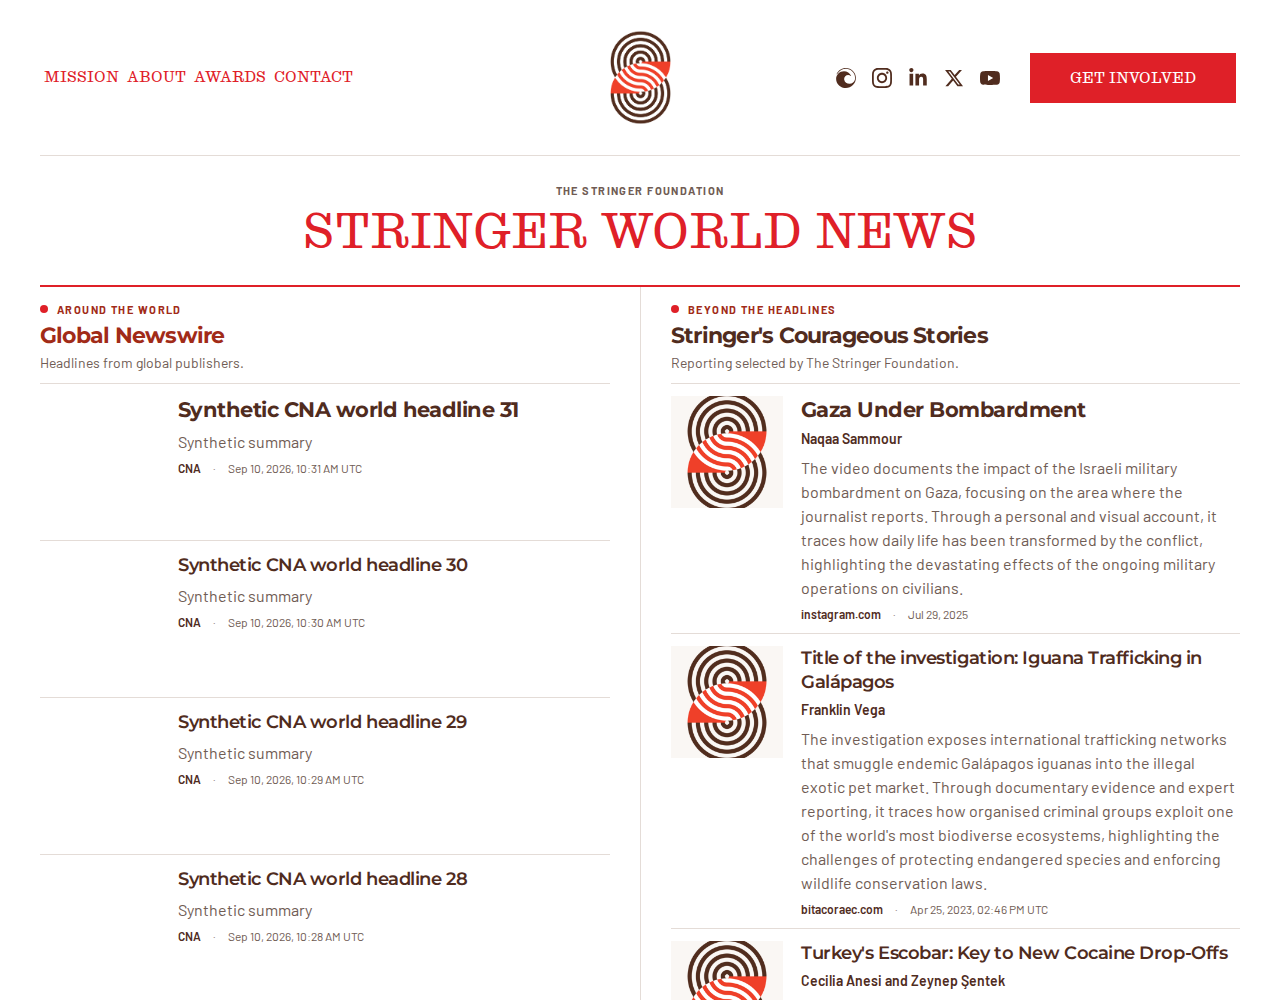 MISSION ABOUT AWARDS CONTACT
GET INVOLVED
THE STRINGER FOUNDATION
STRINGER WORLD NEWS
AROUND THE WORLD
Global Newswire
Headlines from global publishers.
Synthetic CNA world headline 31
Synthetic summary
CNA · Sep 10, 2026, 10:31 AM UTC
Synthetic CNA world headline 30
Synthetic summary
CNA · Sep 10, 2026, 10:30 AM UTC
Synthetic CNA world headline 29
Synthetic summary
CNA · Sep 10, 2026, 10:29 AM UTC
Synthetic CNA world headline 28
Synthetic summary
CNA · Sep 10, 2026, 10:28 AM UTC
BEYOND THE HEADLINES
Stringer's Courageous Stories
Reporting selected by The Stringer Foundation.
Gaza Under Bombardment
Naqaa Sammour
The video documents the impact of the Israeli military
bombardment on Gaza, focusing on the area where the
journalist reports. Through a personal and visual account, it
traces how daily life has been transformed by the conflict,
highlighting the devastating effects of the ongoing military
operations on civilians.
instagram.com · Jul 29, 2025
Title of the investigation: Iguana Trafficking in
Galápagos
Franklin Vega
The investigation exposes international trafficking networks
that smuggle endemic Galápagos iguanas into the illegal
exotic pet market. Through documentary evidence and expert
reporting, it traces how organised criminal groups exploit one
of the world's most biodiverse ecosystems, highlighting the
challenges of protecting endangered species and enforcing
wildlife conservation laws.
bitacoraec.com · Apr 25, 2023, 02:46 PM UTC
Turkey's Escobar: Key to New Cocaine Drop-Offs
Cecilia Anesi and Zeynep Şentek